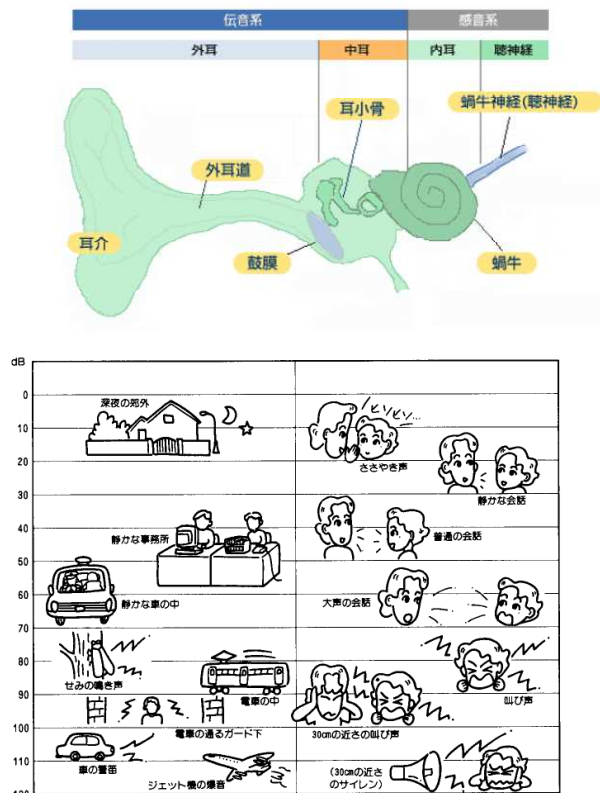 伝音系
感音系
外耳
中耳
内耳
聴神経
耳小骨
蝸牛神経(聴神経)
外耳道
耳介
鼓膜
蝸牛
dB
0
深夜の郊外
ヒソヒソ...
10
ささやき声
20
静かな会話
30
40
静かな事務所
普通の会話
50
60
静かな車の中
大声の会話
70
80
せみの鳴き声
電車の中
叫び声
90
電車の通るガード下
30cmの近さの叫び声
100
車の警笛
110
ジェット機の爆音
(30cmの近さ
のサイレン)
120